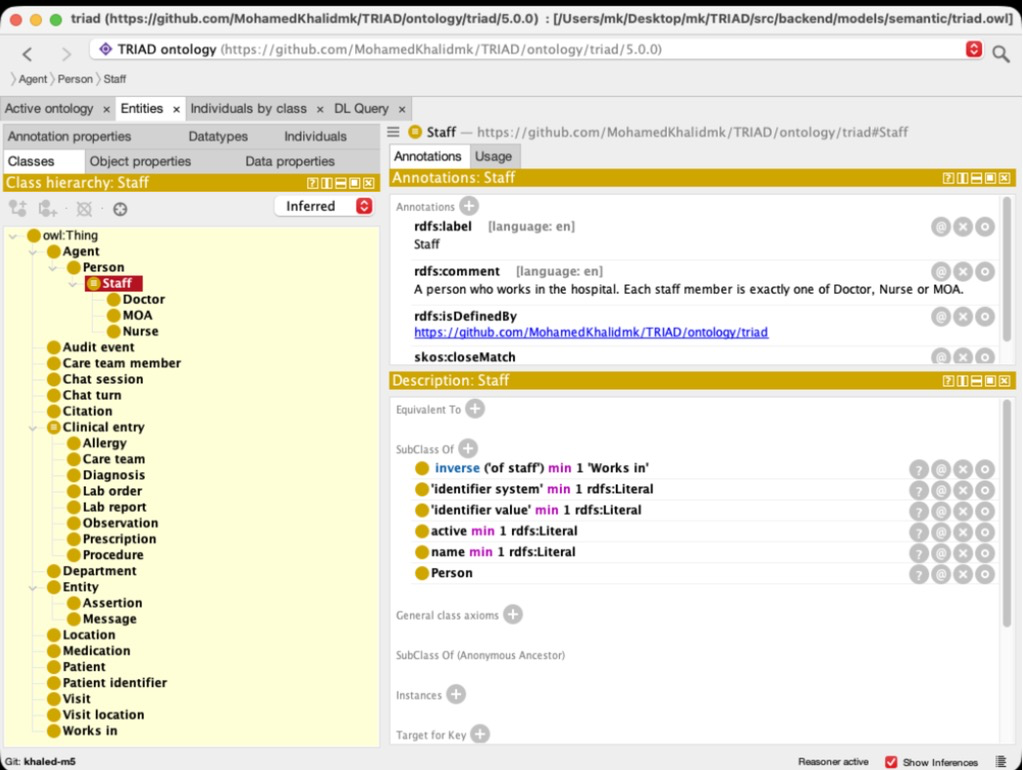 triad (https://github.com/MohamedKhalidmk/TRIAD/ontology/triad/5.0.0) : [/Users/mk/Desktop/mk/TRIAD/src/backend/models/semantic/triad.owl]
TRIAD ontology (https://github.com/MohamedKhalidmk/TRIAD/ontology/triad/5.0.0)
Agent Person Staff
Active ontology × Entities × Individuals by class × DL Query ×
Annotation properties Datatypes Individuals
Classes Object properties Data properties
Class hierarchy: Staff
Inferred
owl:Thing
Agent
Person
Staff
Doctor
MOA
Nurse
Audit event
Care team member
Chat session
Chat turn
Citation
Clinical entry
Allergy
Care team
Diagnosis
Lab order
Lab report
Observation
Prescription
Procedure
Department
Entity
Assertion
Message
Location
Medication
Patient
Patient identifier
Visit
Visit location
Works in
Staff — https://github.com/MohamedKhalidmk/TRIAD/ontology/triad#Staff
Annotations Usage
Annotations: Staff
Annotations
rdfs:label [language: en]
Staff
rdfs:comment [language: en]
A person who works in the hospital. Each staff member is exactly one of Doctor, Nurse or MOA.
rdfs:isDefinedBy
https://github.com/MohamedKhalidmk/TRIAD/ontology/triad
skos:closeMatch
Description: Staff
Equivalent To
SubClass Of
inverse ('of staff') min 1 'Works in'
'identifier system' min 1 rdfs:Literal
'identifier value' min 1 rdfs:Literal
active min 1 rdfs:Literal
name min 1 rdfs:Literal
Person
General class axioms
SubClass Of (Anonymous Ancestor)
Instances
Target for Key
Git: khaled-m5
Reasoner active Show Inferences